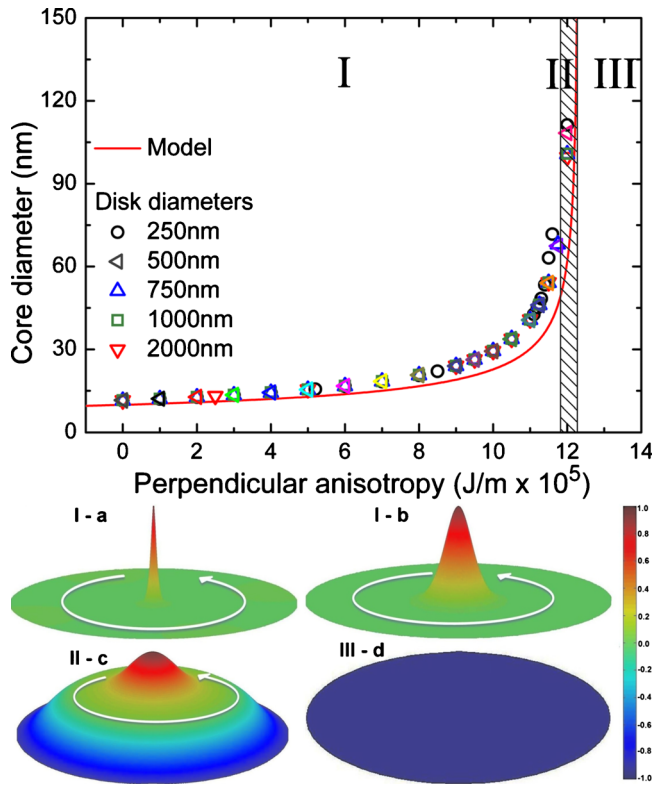 150
120
90
60
30
0
Core diameter (nm)
I
II
III
Model
Disk diameters
250nm
500nm
750nm
1000nm
2000nm
0 2 4 6 8 10 12 14
Perpendicular anisotropy (J/m x 10⁵)
I - a
I - b
II - c
III - d
1.0
0.8
0.6
0.4
0.2
0.0
-0.2
-0.4
-0.6
-0.8
-1.0